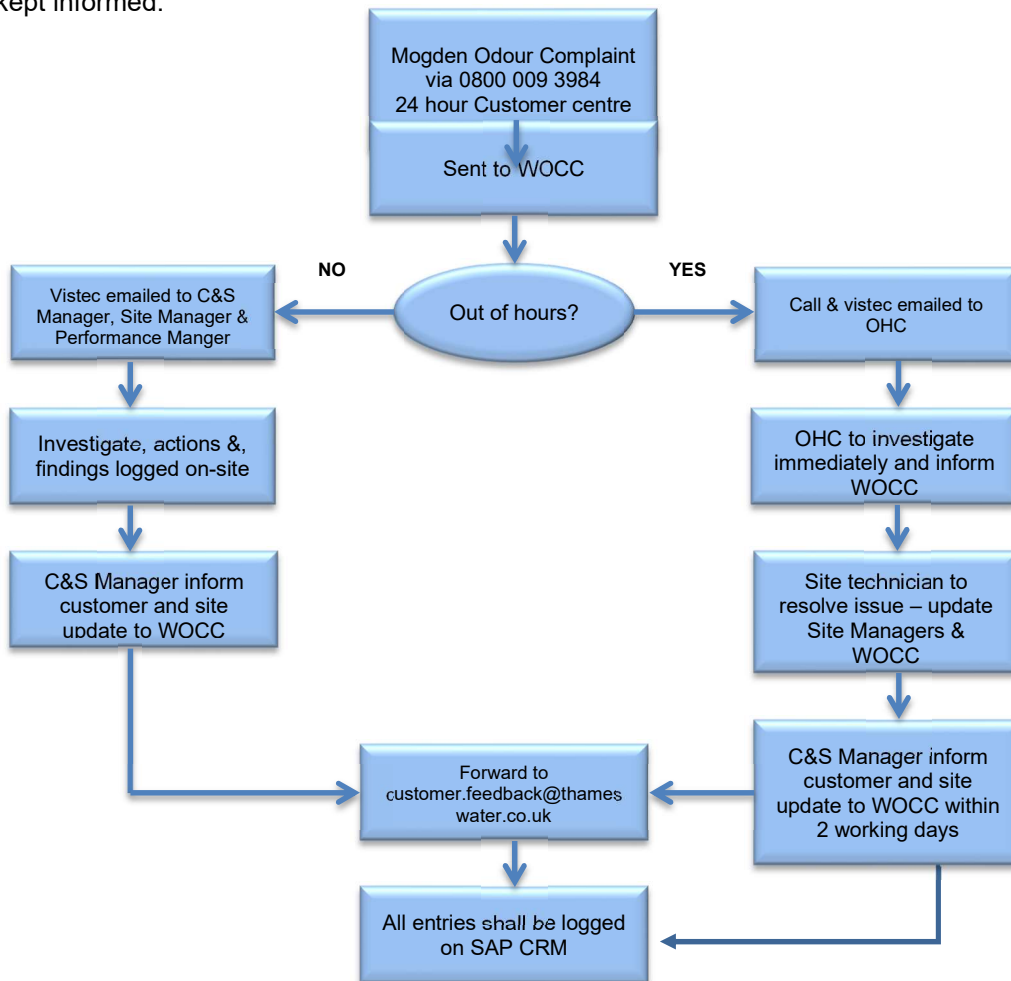 kept informed.
Mogden Odour Complaint
via 0800 009 3984
24 hour Customer centre
Sent to WOCC
NO
YES
Out of hours?
Vistec emailed to C&S
Manager, Site Manager &
Performance Manger
Call & vistec emailed to
OHC
Investigate, actions &,
findings logged on-site
OHC to investigate
immediately and inform
WOCC
C&S Manager inform
customer and site
update to WOCC
Site technician to
resolve issue – update
Site Managers &
WOCC
Forward to
customer.feedback@thames
water.co.uk
C&S Manager inform
customer and site
update to WOCC within
2 working days
All entries shall be logged
on SAP CRM